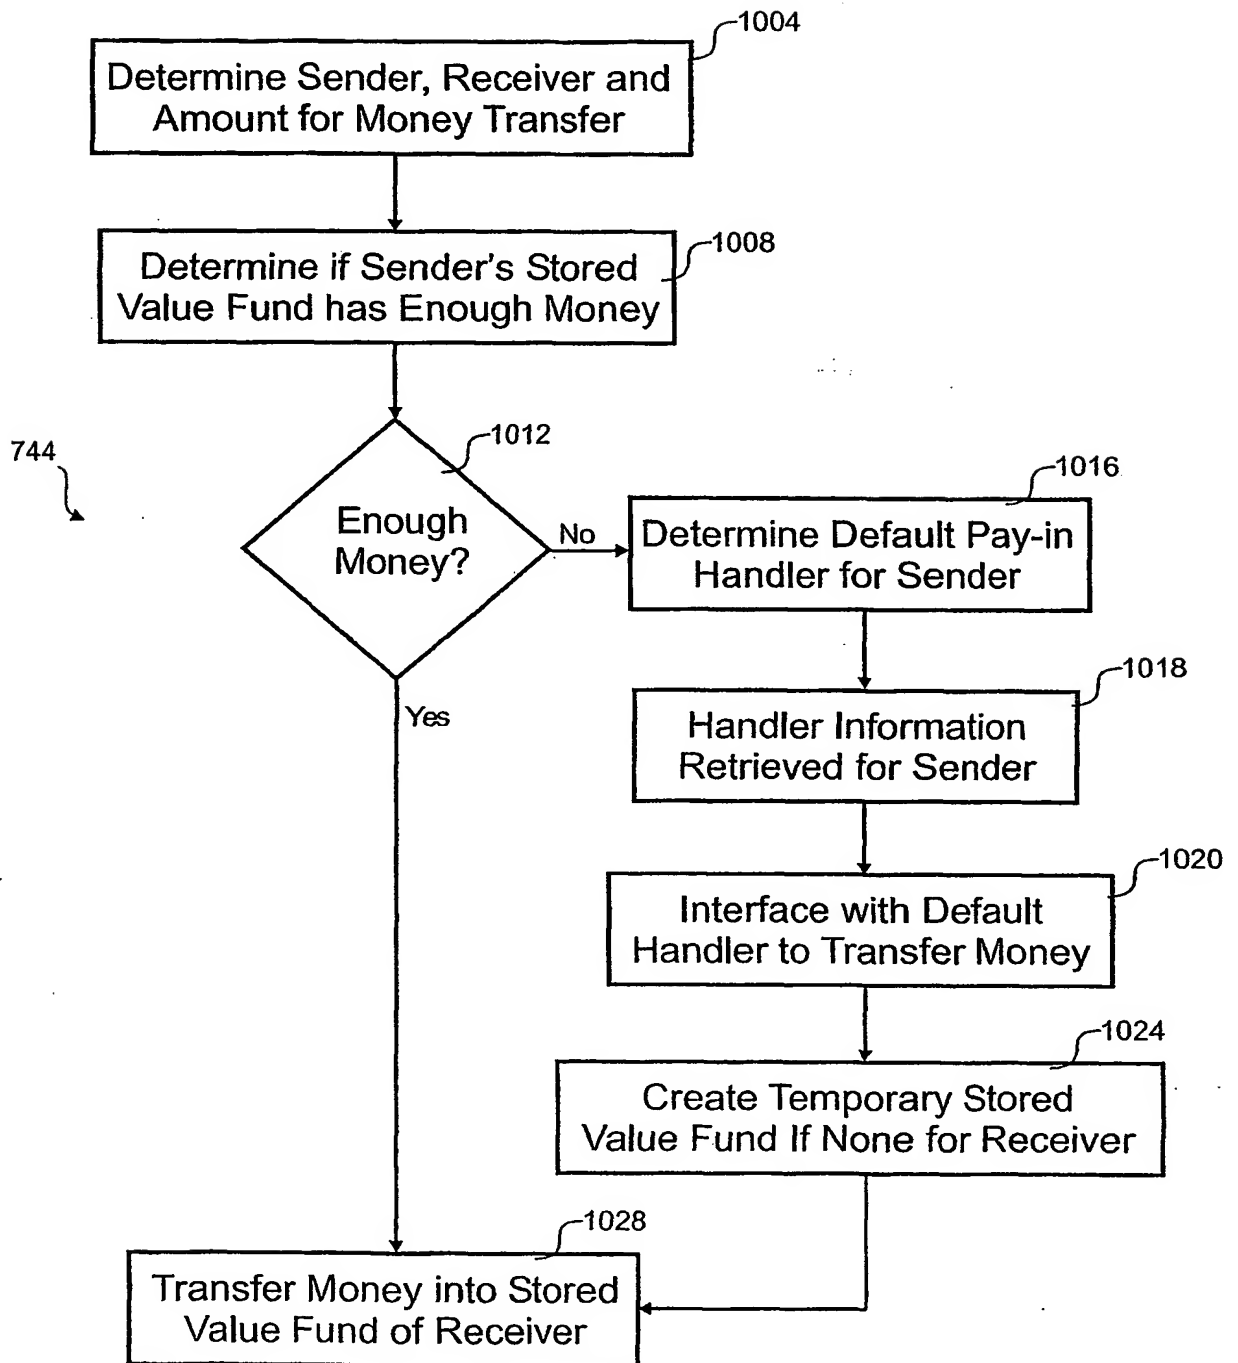 1004
Determine Sender, Receiver and
Amount for Money Transfer
1008
Determine if Sender's Stored
Value Fund has Enough Money
744
1012
Enough
Money?
No
Yes
1016
Determine Default Pay-in
Handler for Sender
1018
Handler Information
Retrieved for Sender
1020
Interface with Default
Handler to Transfer Money
1024
Create Temporary Stored
Value Fund If None for Receiver
1028
Transfer Money into Stored
Value Fund of Receiver